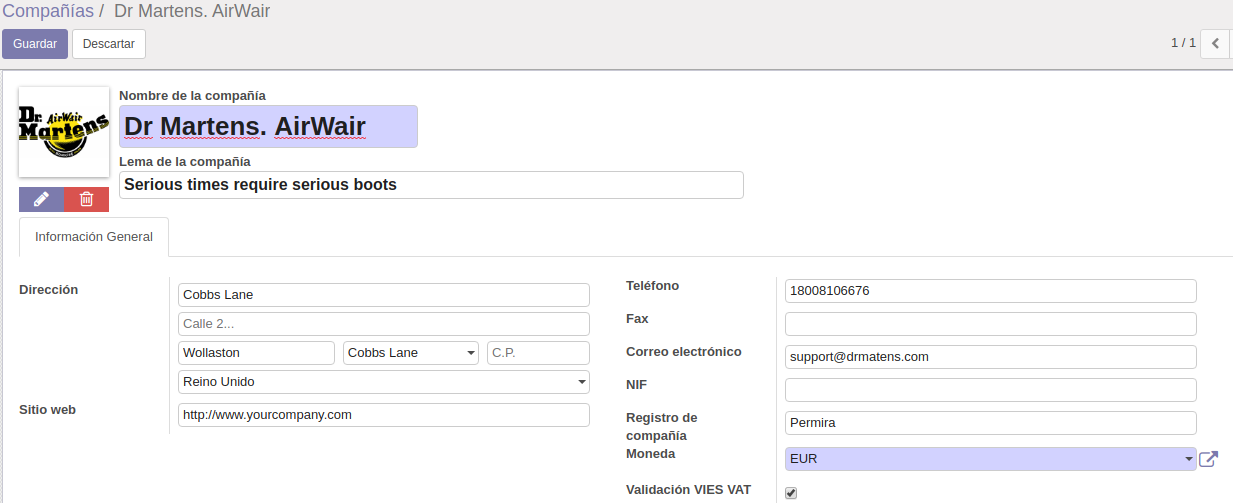 Compañías / Dr Martens. AirWair
Guardar
Descartar
1 / 1
Dr. AirWair
Martens
Nombre de la compañía
Dr Martens. AirWair
Lema de la compañía
Serious times require serious boots
Información General
Dirección
Cobbs Lane
Calle 2...
Wollaston
Cobbs Lane
C.P.
Reino Unido
Sitio web
http://www.yourcompany.com
Teléfono
18008106676
Fax
Correo electrónico
support@drmatens.com
NIF
Registro de
compañía
Permira
Moneda
EUR
Validación VIES VAT